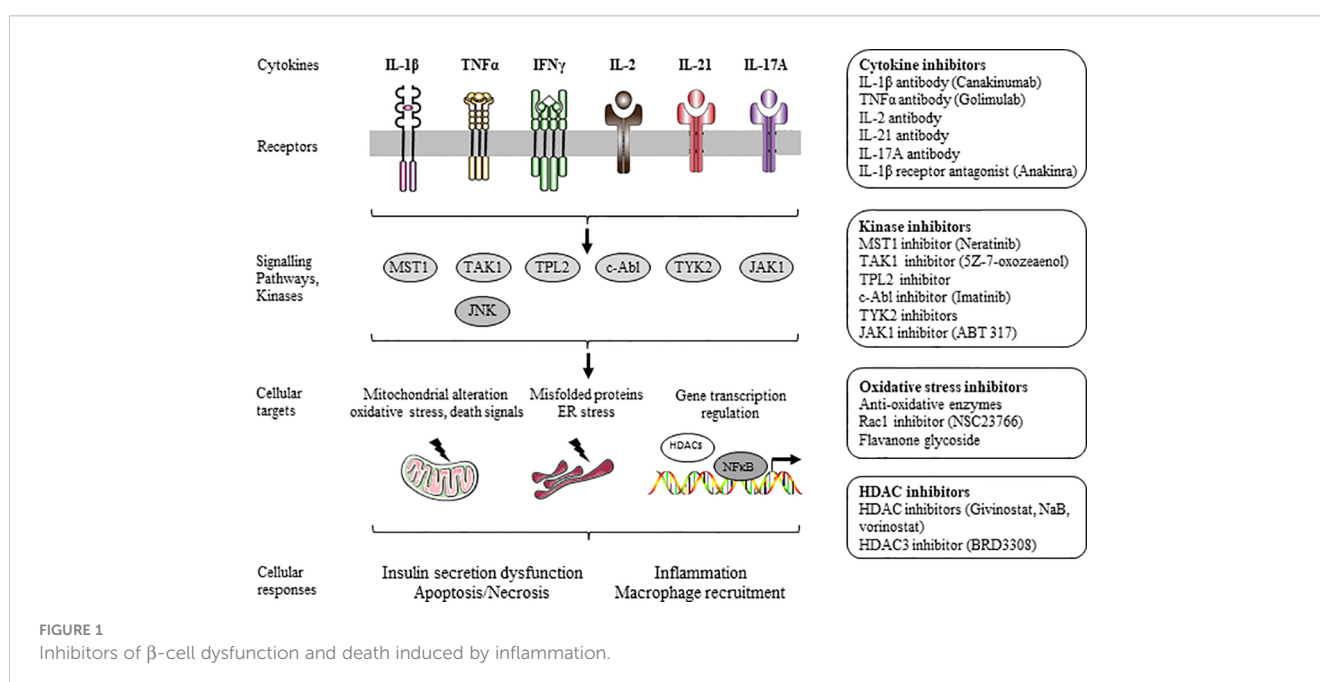 Cytokines
IL-1β
TNFα
IFNγ
IL-2
IL-21
IL-17A
Receptors
Signalling
Pathways,
Kinases
MST1
TAK1
TPL2
c-Abl
TYK2
JAK1
JNK
Cellular
targets
Mitochondrial alteration
oxidative stress, death signals
Misfolded proteins
ER stress
Gene transcription
regulation
HDACs
NFκB
Cellular
responses
Insulin secretion dysfunction
Apoptosis/Necrosis
Inflammation
Macrophage recruitment
Cytokine inhibitors
IL-1β antibody (Canakinumab)
TNFα antibody (Golimulab)
IL-2 antibody
IL-21 antibody
IL-17A antibody
IL-1β receptor antagonist (Anakinra)
Kinase inhibitors
MST1 inhibitor (Neratinib)
TAK1 inhibitor (5Z-7-oxozeaenol)
TPL2 inhibitor
c-Abl inhibitor (Imatinib)
TYK2 inhibitors
JAK1 inhibitor (ABT 317)
Oxidative stress inhibitors
Anti-oxidative enzymes
Rac1 inhibitor (NSC23766)
Flavanone glycoside
HDAC inhibitors
HDAC inhibitors (Givinostat, NaB,
vorinostat)
HDAC3 inhibitor (BRD3308)
FIGURE 1
Inhibitors of β-cell dysfunction and death induced by inflammation.